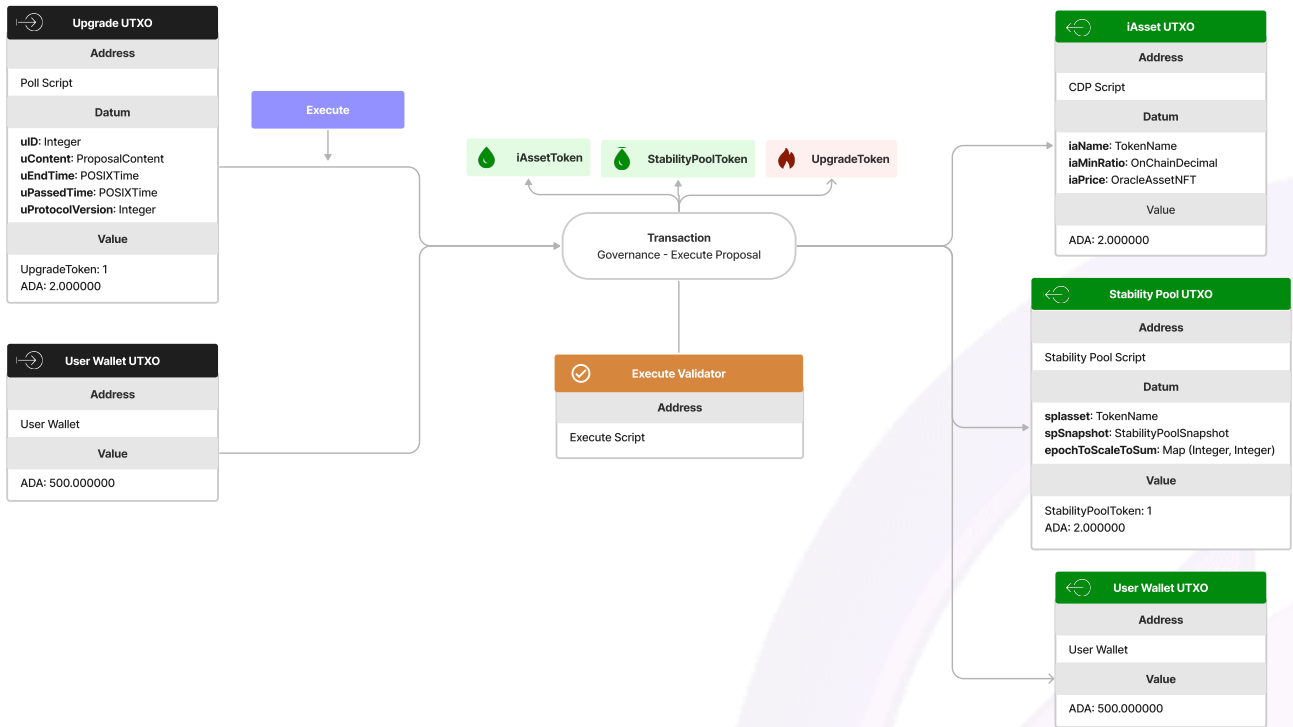 Upgrade UTXO
Address
Poll Script
Datum
uID: Integer
uContent: ProposalContent
uEndTime: POSIXTime
uPassedTime: POSIXTime
uProtocolVersion: Integer
Value
UpgradeToken: 1
ADA: 2.000000
User Wallet UTXO
Address
User Wallet
Value
ADA: 500.000000
Execute
iAssetToken
StabilityPoolToken
UpgradeToken
Transaction
Governance - Execute Proposal
Execute Validator
Address
Execute Script
iAsset UTXO
Address
CDP Script
Datum
iaName: TokenName
iaMinRatio: OnChainDecimal
iaPrice: OracleAssetNFT
Value
ADA: 2.000000
Stability Pool UTXO
Address
Stability Pool Script
Datum
spIasset: TokenName
spSnapshot: StabilityPoolSnapshot
epochToScaleToSum: Map (Integer, Integer)
Value
StabilityPoolToken: 1
ADA: 2.000000
User Wallet UTXO
Address
User Wallet
Value
ADA: 500.000000